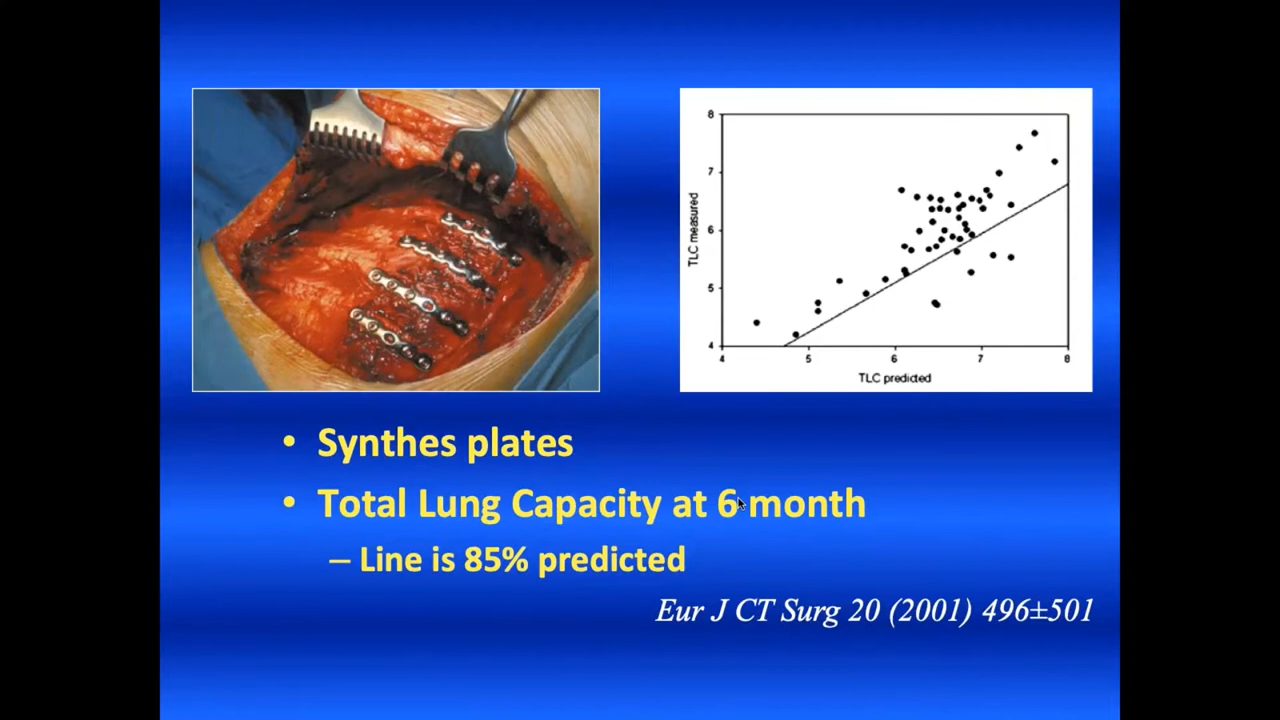 8
7
6
5
4
TLC measured
4 5 6 7 8
TLC predicted
• Synthes plates
• Total Lung Capacity at 6 month
– Line is 85% predicted
Eur J CT Surg 20 (2001) 496±501